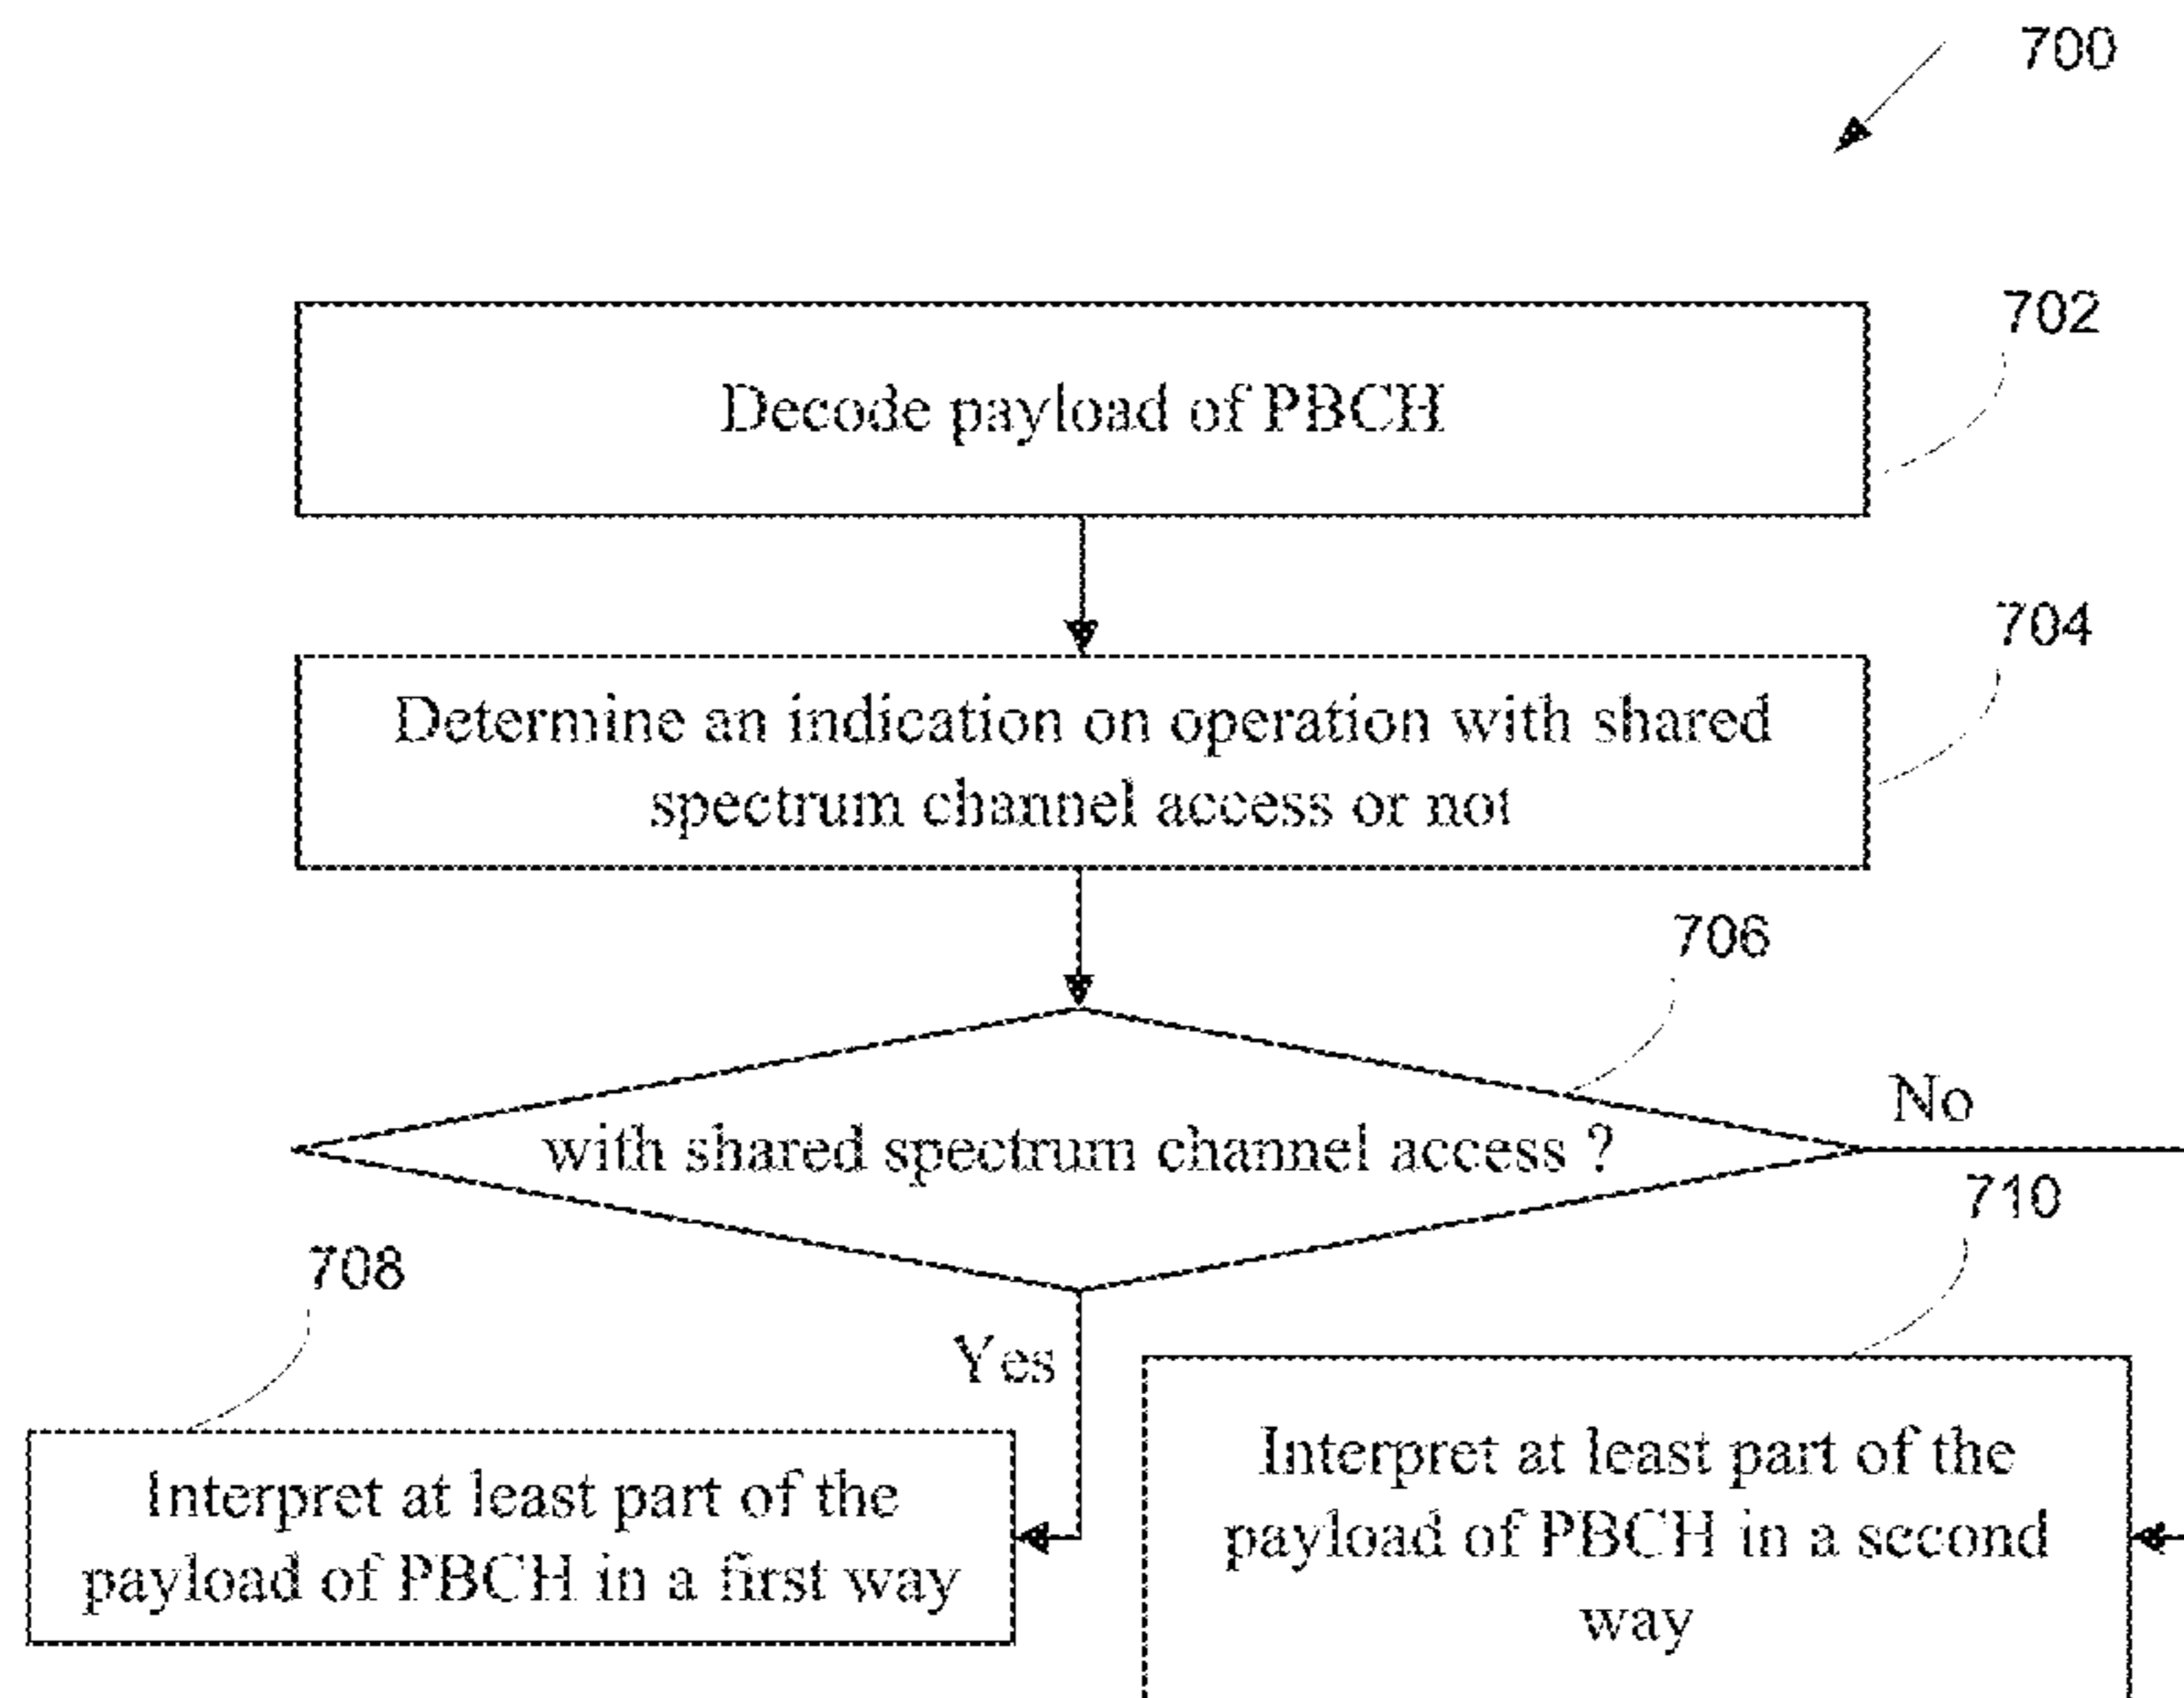 700
702
Decode payload of PBCH
704
Determine an indication on operation with shared
spectrum channel access or not
706
with shared spectrum channel access ?
No
710
708
Yes
Interpret at least part of the
payload of PBCH in a first way
Interpret at least part of the
payload of PBCH in a second
way